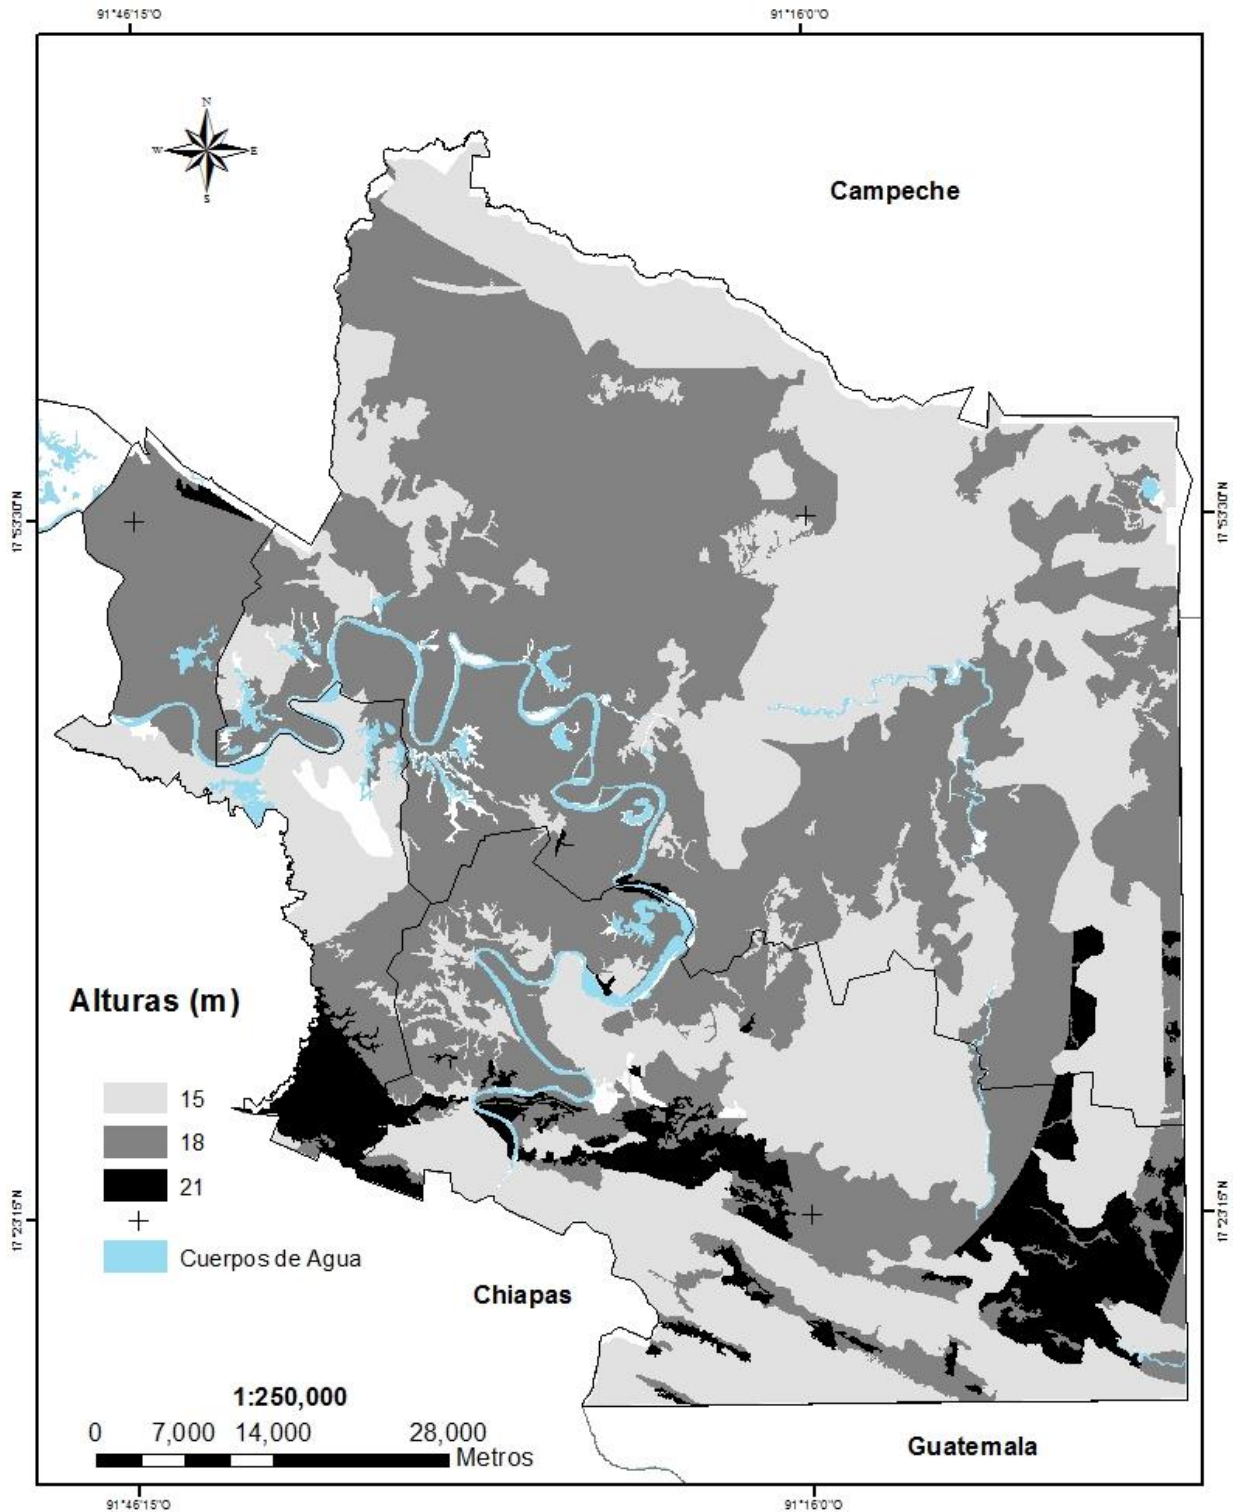 91°46'15"O
91°16'0"O
N
W
E
S
Campeche
17°53'30"N
17°53'30"N
Alturas (m)
15
18
21
Cuerpos de Agua
17°23'15"N
17°23'15"N
Chiapas
1:250,000
0 7,000 14,000 28,000
Metros
Guatemala
91°46'15"O
91°16'0"O